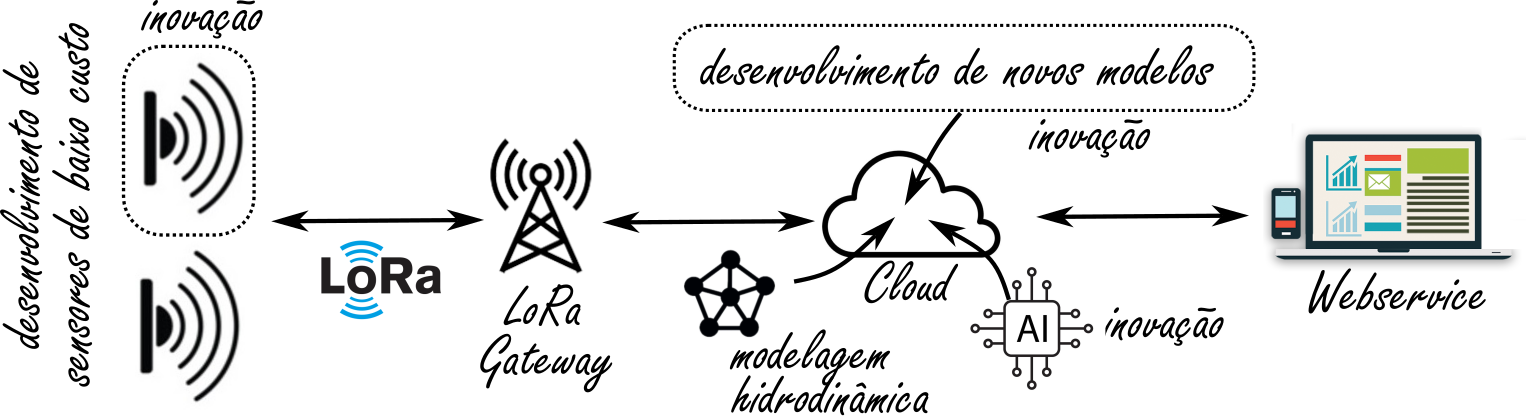 inovação
desenvolvimento de
sensores de baixo custo
LoRa
LoRa
Gateway
desenvolvimento de novos modelos
inovação
Cloud
modelagem
hidrodinâmica
AI
inovação
Webservice